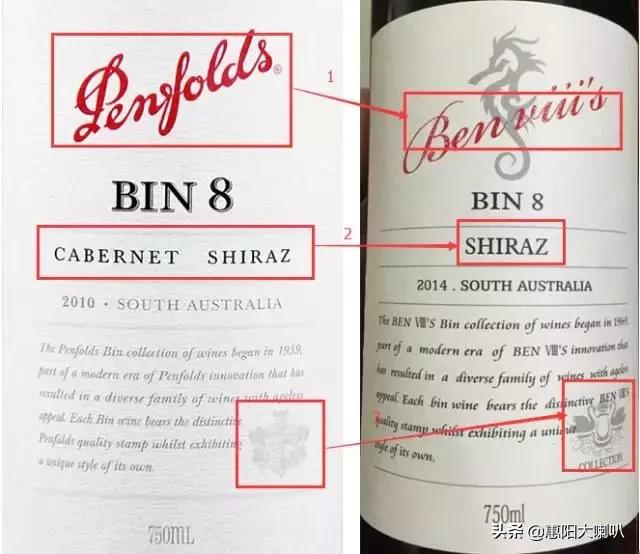 Penfolds®
BIN 8
CABERNET SHIRAZ
2010 · SOUTH AUSTRALIA
The Penfolds Bin collection of wines began in 1959,
part of a modern era of Penfolds innovation that has
resulted in a diverse family of wines with ageless
appeal. Each Bin wine bears the distinctive
Penfolds quality stamp whilst exhibiting
a unique style of its own.
750ML
1
2
3
Ben viii's
BIN 8
SHIRAZ
2014 . SOUTH AUSTRALIA
The BEN Ⅷ'S Bin collection of wines began in 1969,
part of a modern era of BEN Ⅷ'S innovation that
has resulted in a diverse family of wines with ageless
appeal. Each bin wine bears the distinctive BEN Ⅷ'S
quality stamp whilst exhibiting a unique
style of its own.
COLLECTION
750ml
头条 @惠阳大喇叭